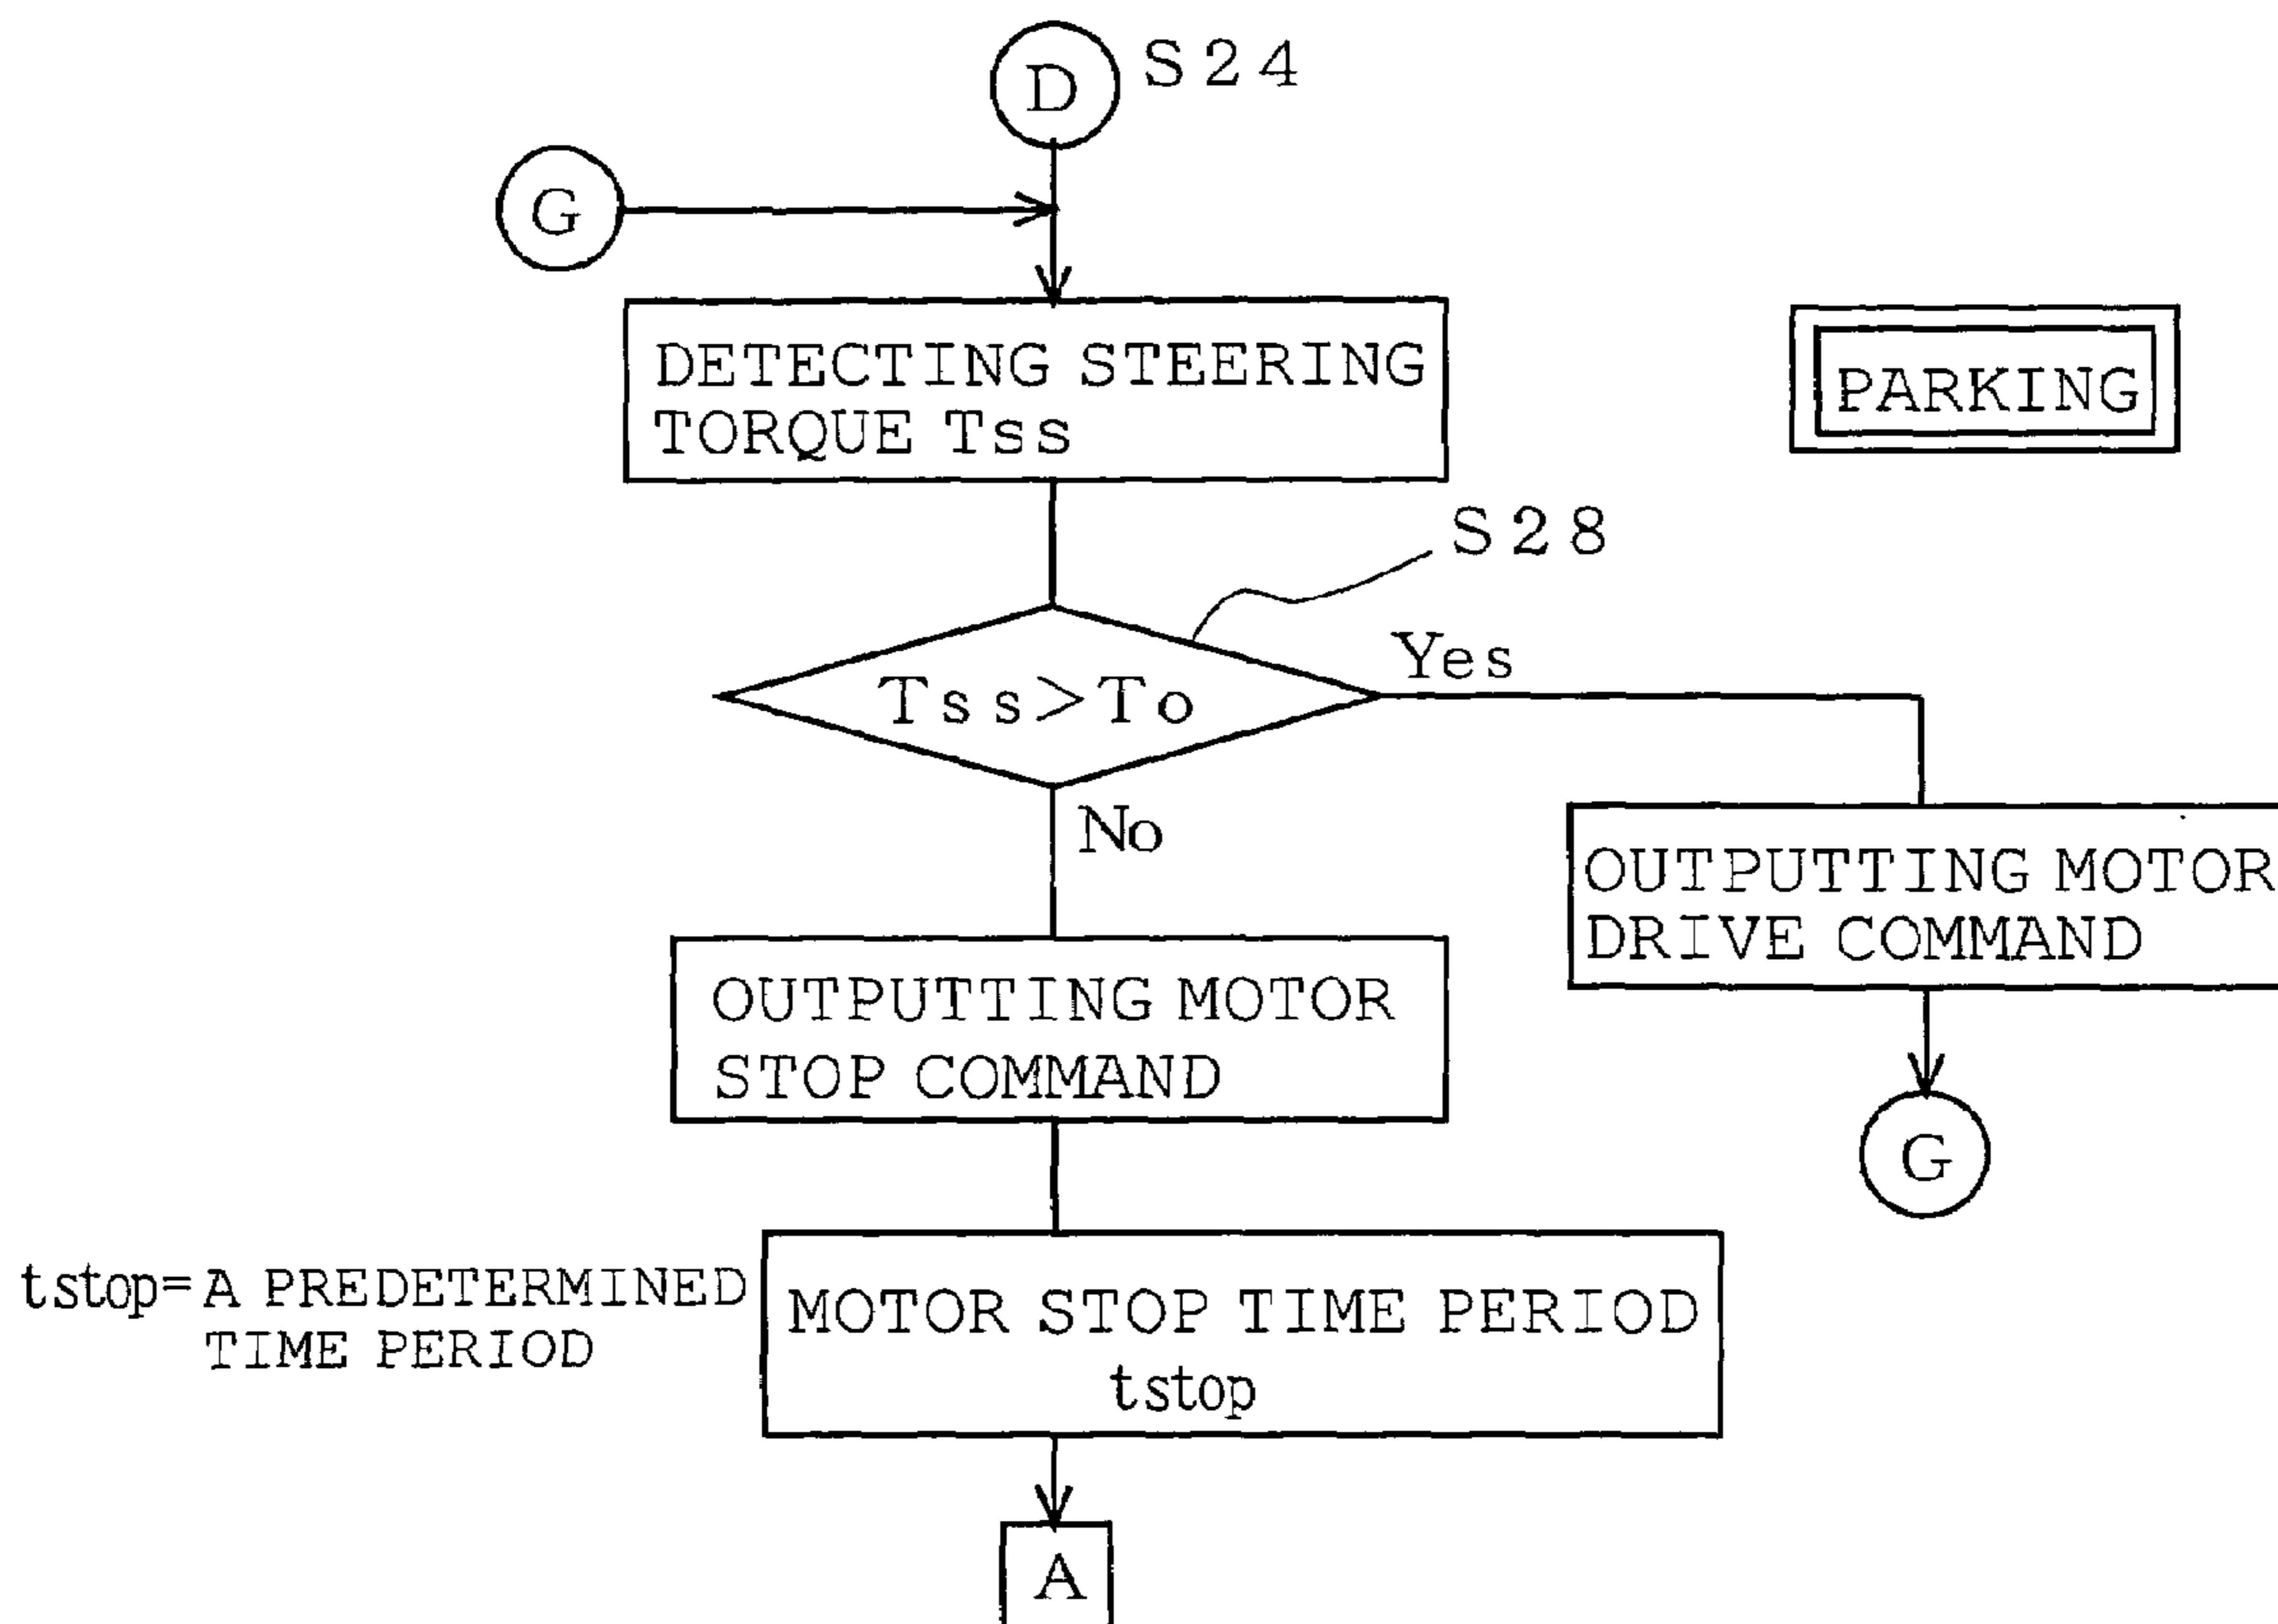 D S24
G
DETECTING STEERING
TORQUE Tss
PARKING
S28
Tss>To
Yes
No
OUTPUTTING MOTOR
DRIVE COMMAND
OUTPUTTING MOTOR
STOP COMMAND
G
tstop=A PREDETERMINED
TIME PERIOD
MOTOR STOP TIME PERIOD
tstop
A